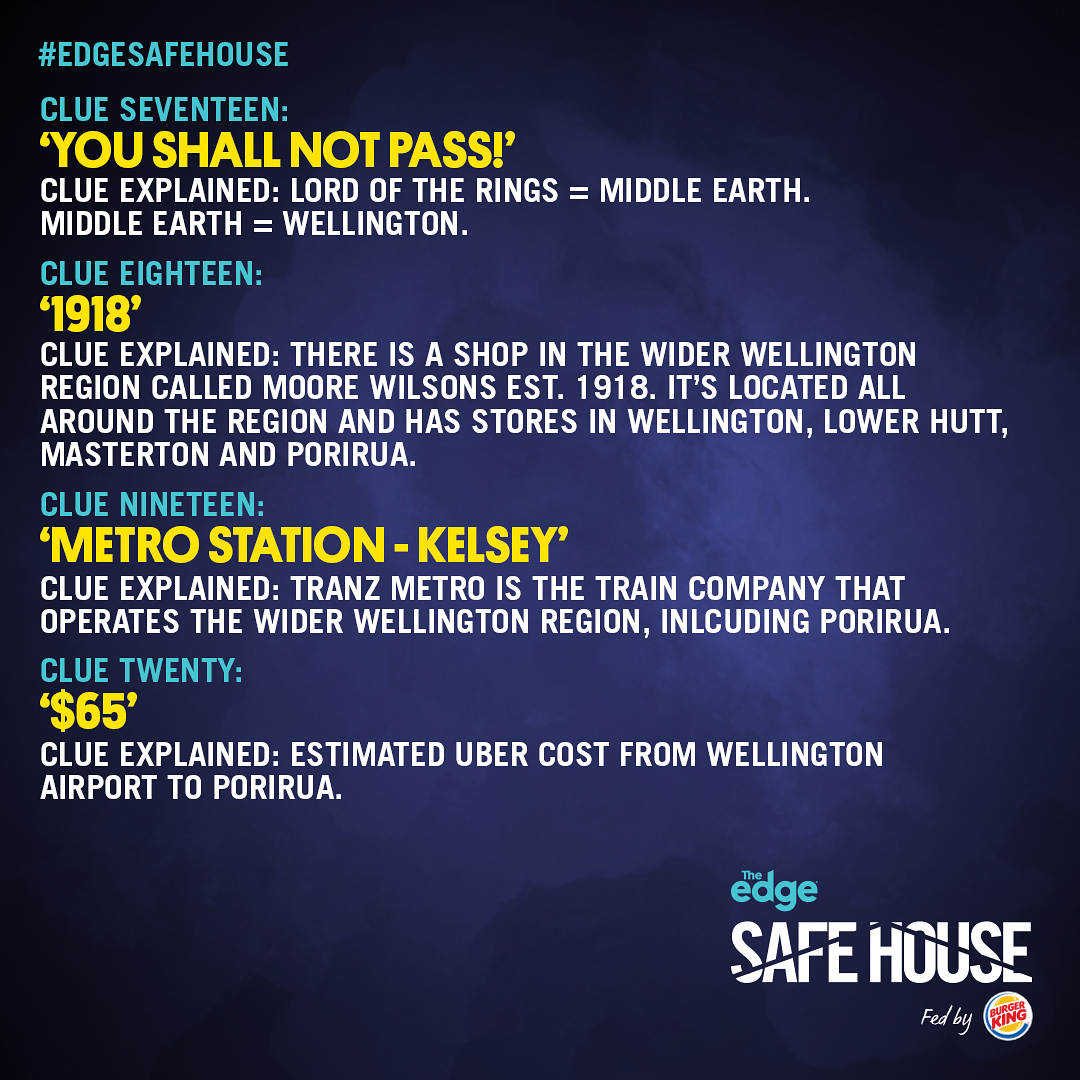 #EDGESAFEHOUSE
CLUE SEVENTEEN:
‘YOU SHALL NOT PASS!’
CLUE EXPLAINED: LORD OF THE RINGS = MIDDLE EARTH.
MIDDLE EARTH = WELLINGTON.
CLUE EIGHTEEN:
‘1918’
CLUE EXPLAINED: THERE IS A SHOP IN THE WIDER WELLINGTON
REGION CALLED MOORE WILSONS EST. 1918. IT’S LOCATED ALL
AROUND THE REGION AND HAS STORES IN WELLINGTON, LOWER HUTT,
MASTERTON AND PORIRUA.
CLUE NINETEEN:
‘METRO STATION - KELSEY’
CLUE EXPLAINED: TRANZ METRO IS THE TRAIN COMPANY THAT
OPERATES THE WIDER WELLINGTON REGION, INLCUDING PORIRUA.
CLUE TWENTY:
‘$65’
CLUE EXPLAINED: ESTIMATED UBER COST FROM WELLINGTON
AIRPORT TO PORIRUA.
The
edge
SAFE HOUSE
Fed by
BURGER
KING